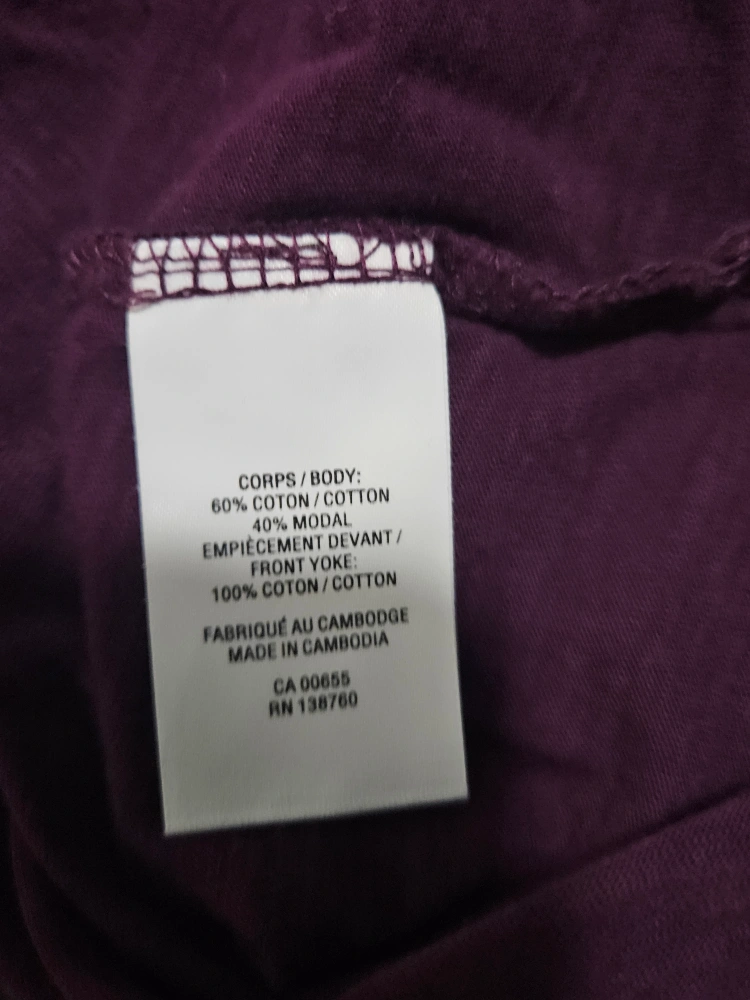 CORPS / BODY:
60% COTON / COTTON
40% MODAL
EMPIÈCEMENT DEVANT /
FRONT YOKE:
100% COTON / COTTON
FABRIQUÉ AU CAMBODGE
MADE IN CAMBODIA
CA 00655
RN 138760